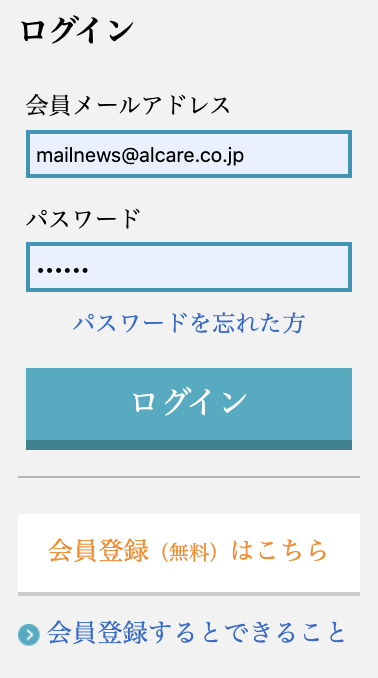 ログイン
会員メールアドレス
mailnews@alcare.co.jp
パスワード
••••••
パスワードを忘れた方
ログイン
会員登録（無料）はこちら
会員登録するとできること